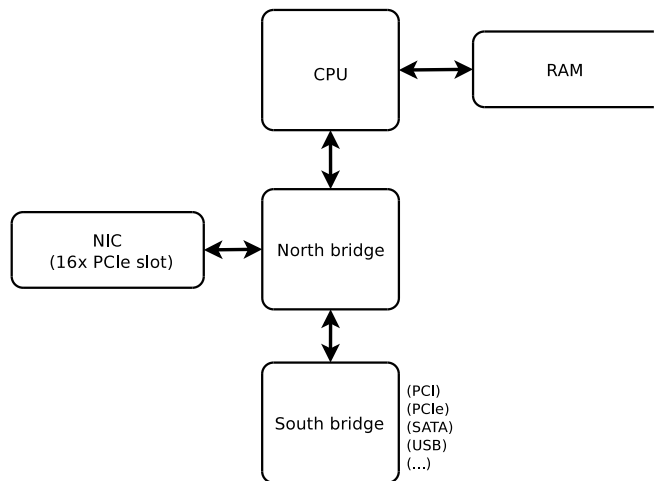 CPU
RAM
NIC
(16x PCIe slot)
North bridge
South bridge
(PCI)
(PCIe)
(SATA)
(USB)
(...)